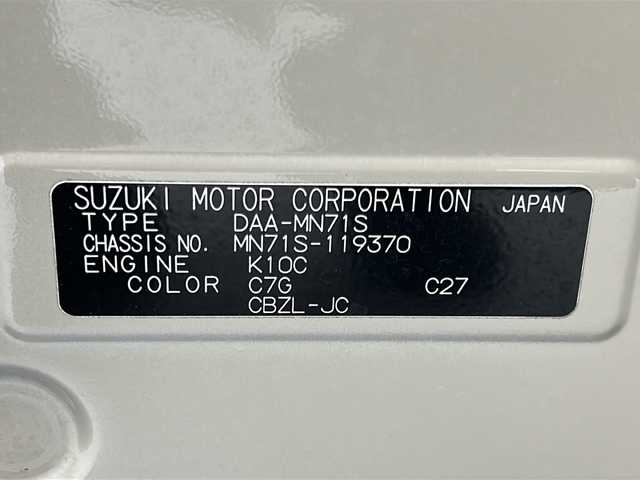 SUZUKI MOTOR CORPORATION JAPAN
TYPE DAA-MN71S
CHASSIS NO. MN71S-119370
ENGINE K10C
COLOR C7G C27
CBZL-JC